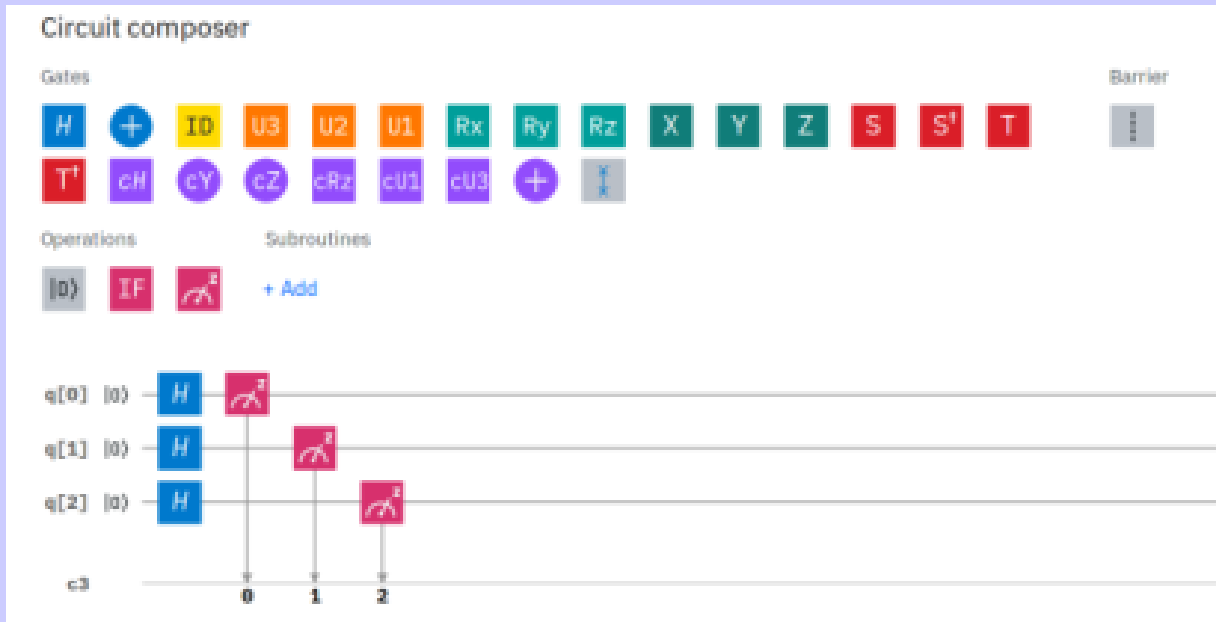 Circuit composer
Gates
Barrier
H + ID U3 U2 U1 Rx Ry Rz X Y Z S S† T
T† cH cY cZ cRz cU1 cU3 +
Operations Subroutines
|0⟩ IF z + Add
q[0] |0⟩ H z
q[1] |0⟩ H z
q[2] |0⟩ H z
c3
0 1 2